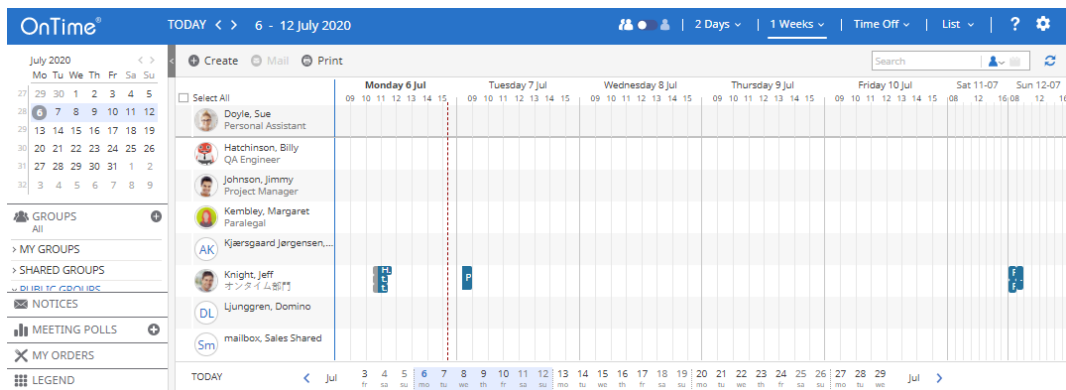 OnTime®
TODAY < > 6 - 12 July 2020
2 Days
1 Weeks
Time Off
List
?
July 2020 < >
Mo Tu We Th Fr Sa Su
27 29 30 1 2 3 4 5
28 6 7 8 9 10 11 12
29 13 14 15 16 17 18 19
30 20 21 22 23 24 25 26
31 27 28 29 30 31 1 2
32 3 4 5 6 7 8 9
GROUPS
All
> MY GROUPS
> SHARED GROUPS
PUBLIC GROUPS
NOTICES
MEETING POLLS
MY ORDERS
LEGEND
Create Mail Print
Search
Monday 6 Jul Tuesday 7 Jul Wednesday 8 Jul Thursday 9 Jul Friday 10 Jul Sat 11-07 Sun 12-07
Select All
09 10 11 12 13 14 15 09 10 11 12 13 14 15 09 10 11 12 13 14 15 09 10 11 12 13 14 15 09 10 11 12 13 14 15 08 12 16 08 12 16
Doyle, Sue
Personal Assistant
Hatchinson, Billy
QA Engineer
Johnson, Jimmy
Project Manager
Kembley, Margaret
Paralegal
AK
Kjærsgaard Jørgensen,...
Knight, Jeff
オンタイム部門
H.
t.
t.
P
F
F
DL
Ljunggren, Domino
Sm
mailbox, Sales Shared
TODAY < Jul 3 4 5 6 7 8 9 10 11 12 13 14 15 16 17 18 19 20 21 22 23 24 25 26 27 28 29 Jul >
fr sa su mo tu we th fr sa su mo tu we th fr sa su mo tu we th fr sa su mo tu we